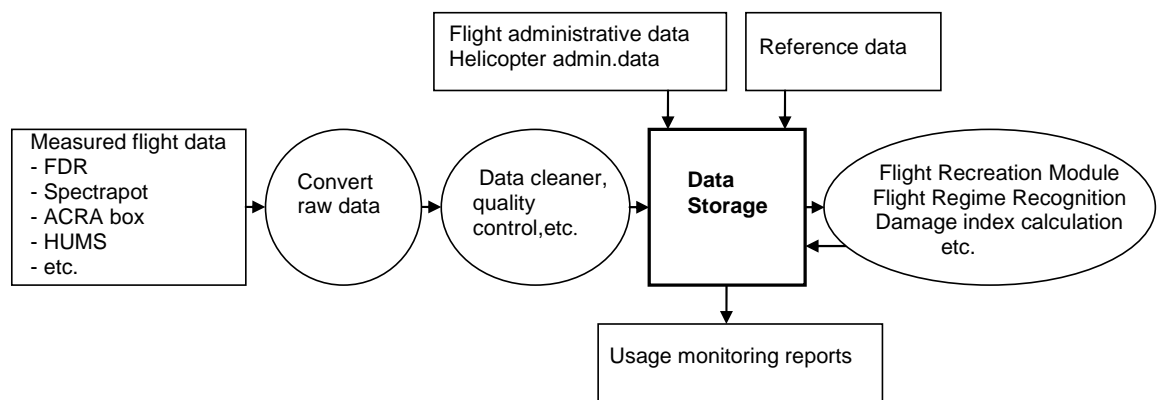 Flight administrative data
Helicopter admin.data
Reference data
Measured flight data
- FDR
- Spectrapot
- ACRA box
- HUMS
- etc.
Convert
raw data
Data cleaner,
quality
control,etc.
Data
Storage
Flight Recreation Module
Flight Regime Recognition
Damage index calculation
etc.
Usage monitoring reports